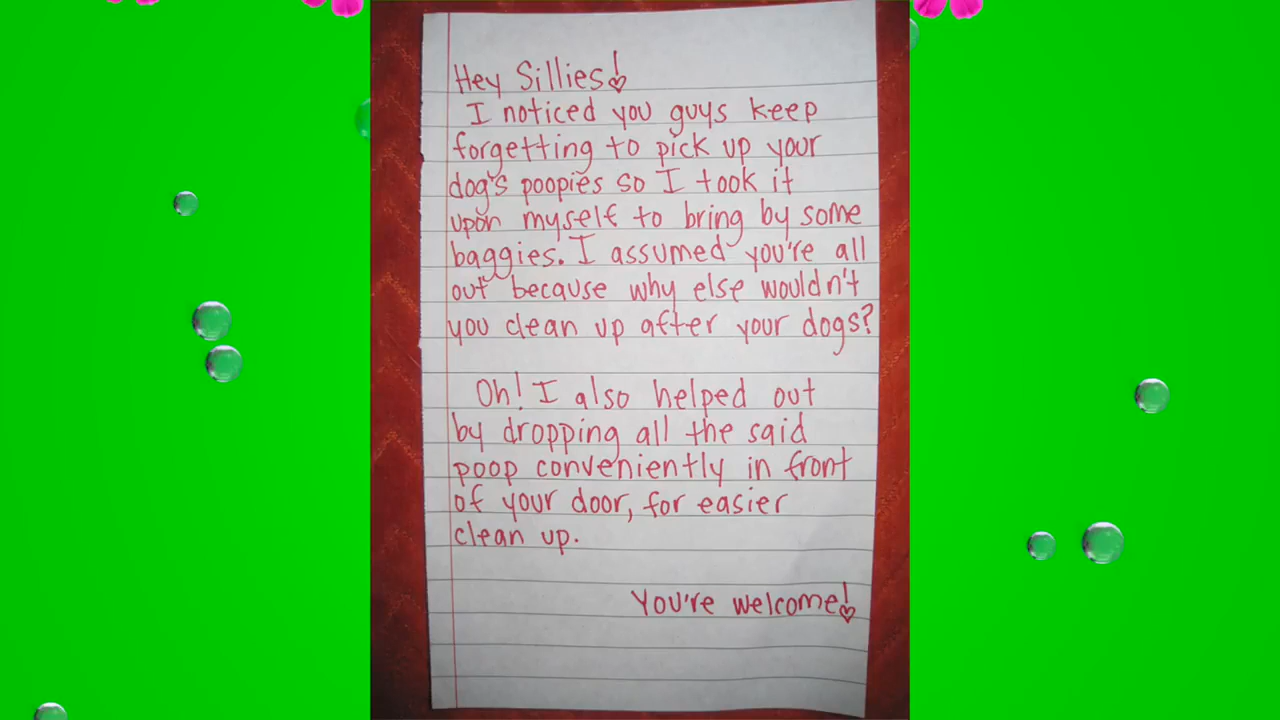 Hey Sillies!
I noticed you guys keep
forgetting to pick up your
dog's poopies so I took it
upon myself to bring by some
baggies. I assumed you're all
out because why else wouldn't
you clean up after your dogs?
Oh! I also helped out
by dropping all the said
poop conveniently in front
of your door, for easier
clean up.
You're welcome!